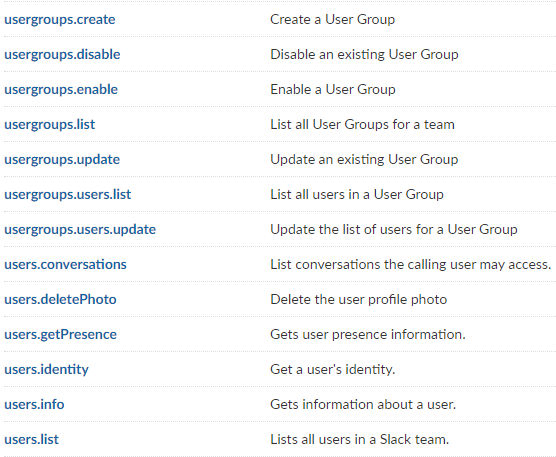 usergroups.create Create a User Group
usergroups.disable Disable an existing User Group
usergroups.enable Enable a User Group
usergroups.list List all User Groups for a team
usergroups.update Update an existing User Group
usergroups.users.list List all users in a User Group
usergroups.users.update Update the list of users for a User Group
users.conversations List conversations the calling user may access.
users.deletePhoto Delete the user profile photo
users.getPresence Gets user presence information.
users.identity Get a user's identity.
users.info Gets information about a user.
users.list Lists all users in a Slack team.